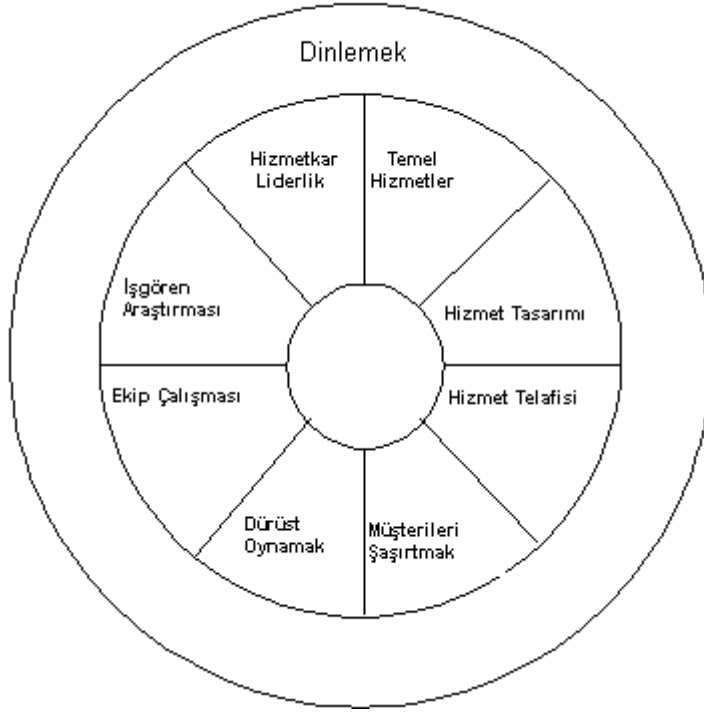 Dinlemek
Hizmetkar
Liderlik
Temel
Hizmetler
İşgören
Araştırması
Hizmet Tasarımı
Ekip Çalışması
Hizmet Telafisi
Dürüst
Oynamak
Müşterileri
Şaşırtmak